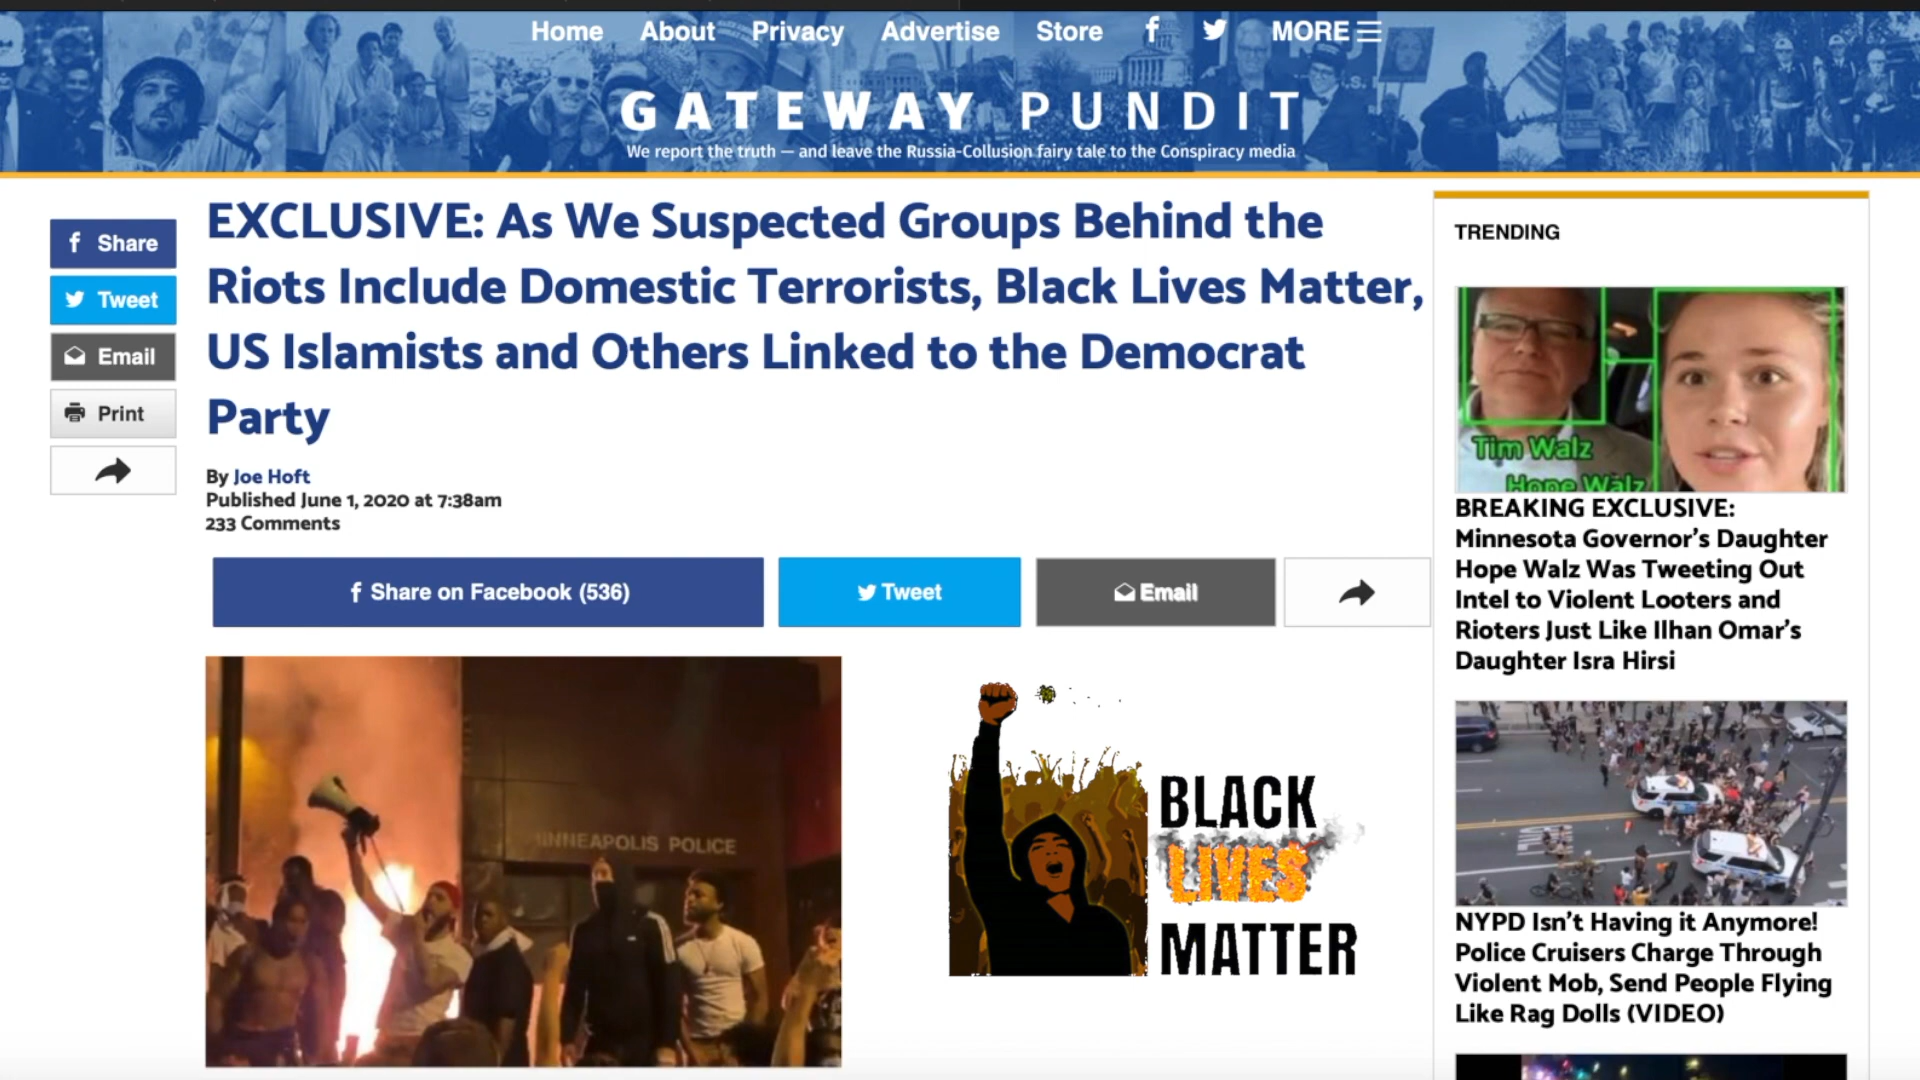 Home About Privacy Advertise Store MORE
GATEWAY PUNDIT
We report the truth — and leave the Russia-Collusion fairy tale to the Conspiracy media
Share
Tweet
Email
Print
EXCLUSIVE: As We Suspected Groups Behind the
Riots Include Domestic Terrorists, Black Lives Matter,
US Islamists and Others Linked to the Democrat
Party
By Joe Hoft
Published June 1, 2020 at 7:38am
233 Comments
Share on Facebook (536)
Tweet
Email
MINNEAPOLIS POLICE
BLACK
LIVES
MATTER
TRENDING
Tim Walz
Hope Walz
BREAKING EXCLUSIVE:
Minnesota Governor's Daughter
Hope Walz Was Tweeting Out
Intel to Violent Looters and
Rioters Just Like Ilhan Omar's
Daughter Isra Hirsi
NYPD Isn't Having it Anymore!
Police Cruisers Charge Through
Violent Mob, Send People Flying
Like Rag Dolls (VIDEO)